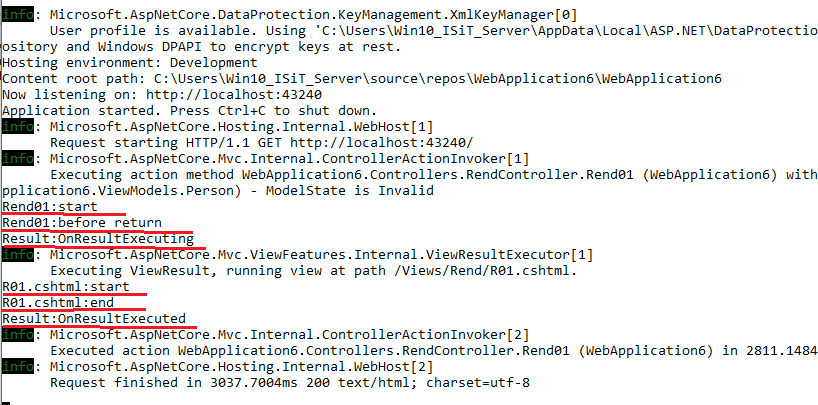 info: Microsoft.AspNetCore.DataProtection.KeyManagement.XmlKeyManager[0]
User profile is available. Using 'C:\Users\Win10_ISiT_Server\AppData\Local\ASP.NET\DataProtectio
ository and Windows DPAPI to encrypt keys at rest.
Hosting environment: Development
Content root path: C:\Users\Win10_ISiT_Server\source\repos\WebApplication6\WebApplication6
Now listening on: http://localhost:43240
Application started. Press Ctrl+C to shut down.
info: Microsoft.AspNetCore.Hosting.Internal.WebHost[1]
Request starting HTTP/1.1 GET http://localhost:43240/
info: Microsoft.AspNetCore.Mvc.Internal.ControllerActionInvoker[1]
Executing action method WebApplication6.Controllers.RendController.Rend01 (WebApplication6) with
pplication6.ViewModels.Person) - ModelState is Invalid
Rend01:start
Rend01:before return
Result:OnResultExecuting
info: Microsoft.AspNetCore.Mvc.ViewFeatures.Internal.ViewResultExecutor[1]
Executing ViewResult, running view at path /Views/Rend/R01.cshtml.
R01.cshtml:start
R01.cshtml:end
Result:OnResultExecuted
info: Microsoft.AspNetCore.Mvc.Internal.ControllerActionInvoker[2]
Executed action WebApplication6.Controllers.RendController.Rend01 (WebApplication6) in 2811.1484
info: Microsoft.AspNetCore.Hosting.Internal.WebHost[2]
Request finished in 3037.7004ms 200 text/html; charset=utf-8